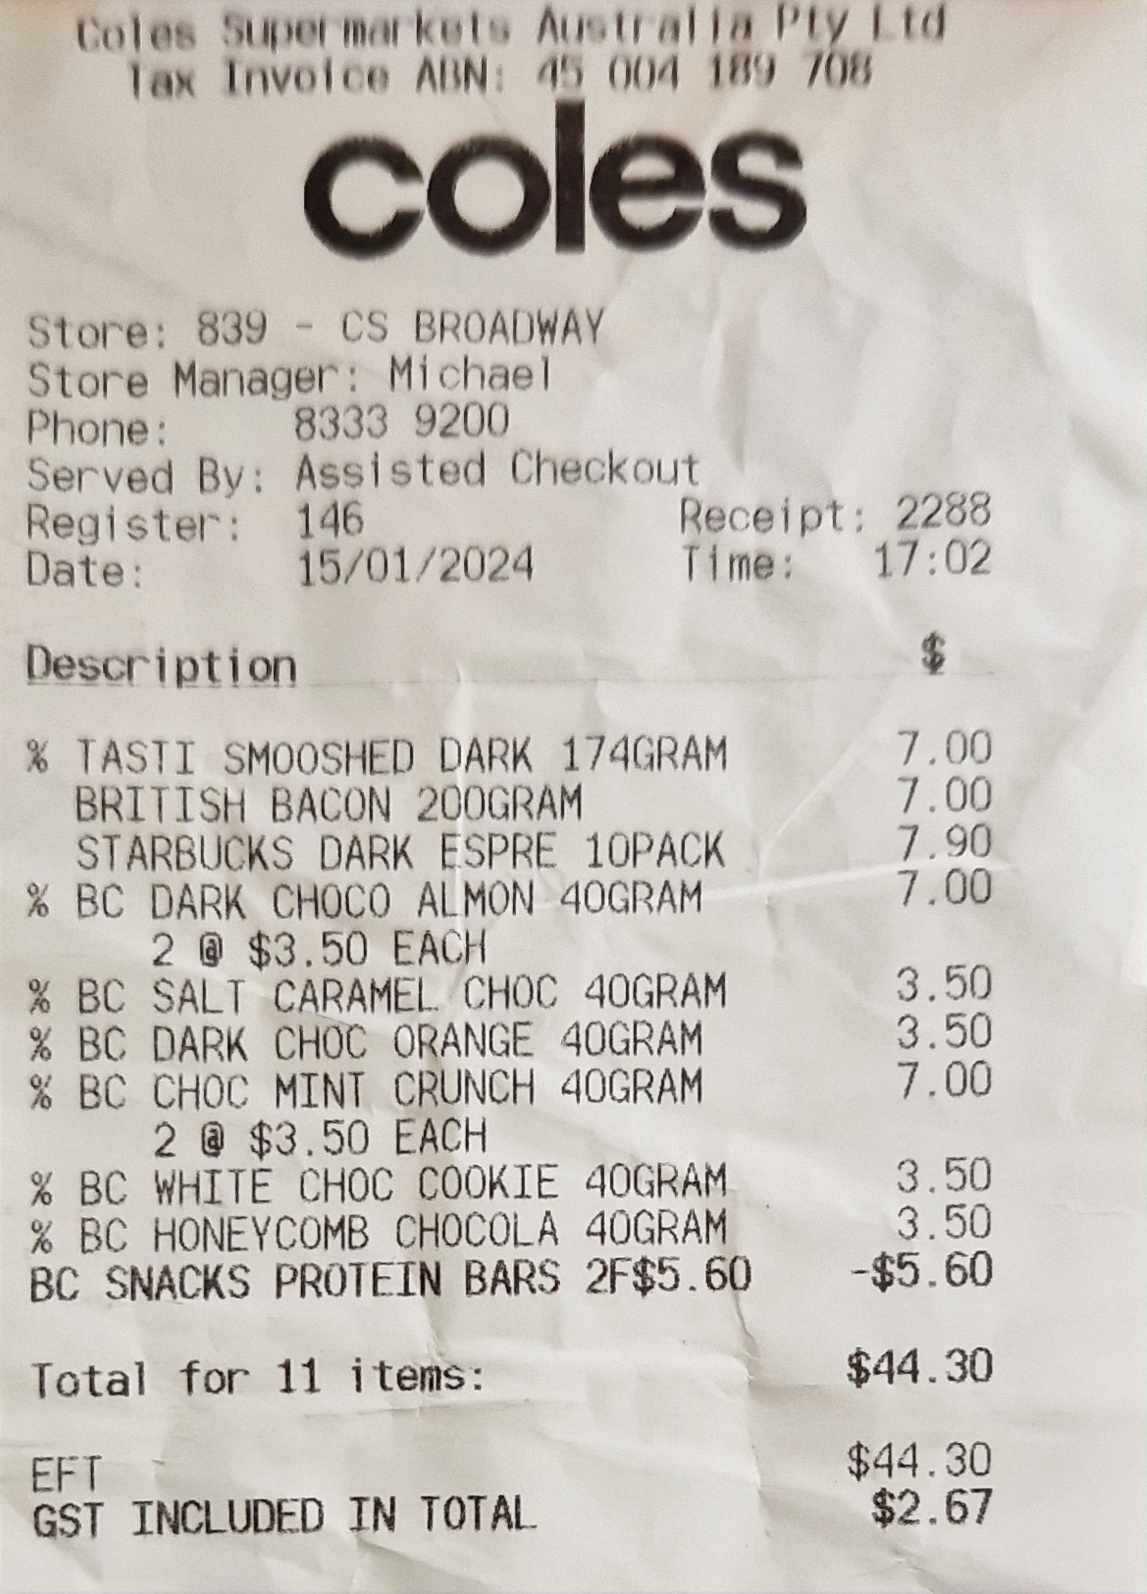 Coles Supermarkets Australia Pty Ltd
Tax Invoice ABN: 45 004 189 708
coles
Store: 839 - CS BROADWAY
Store Manager: Michael
Phone: 8333 9200
Served By: Assisted Checkout
Register: 146 Receipt: 2288
Date: 15/01/2024 Time: 17:02
Description $
% TASTI SMOOSHED DARK 174GRAM 7.00
BRITISH BACON 200GRAM 7.00
STARBUCKS DARK ESPRE 10PACK 7.90
% BC DARK CHOCO ALMON 40GRAM 7.00
2 @ $3.50 EACH
% BC SALT CARAMEL CHOC 40GRAM 3.50
% BC DARK CHOC ORANGE 40GRAM 3.50
% BC CHOC MINT CRUNCH 40GRAM 7.00
2 @ $3.50 EACH
% BC WHITE CHOC COOKIE 40GRAM 3.50
% BC HONEYCOMB CHOCOLA 40GRAM 3.50
BC SNACKS PROTEIN BARS 2F$5.60 -$5.60
Total for 11 items: $44.30
EFT $44.30
GST INCLUDED IN TOTAL $2.67